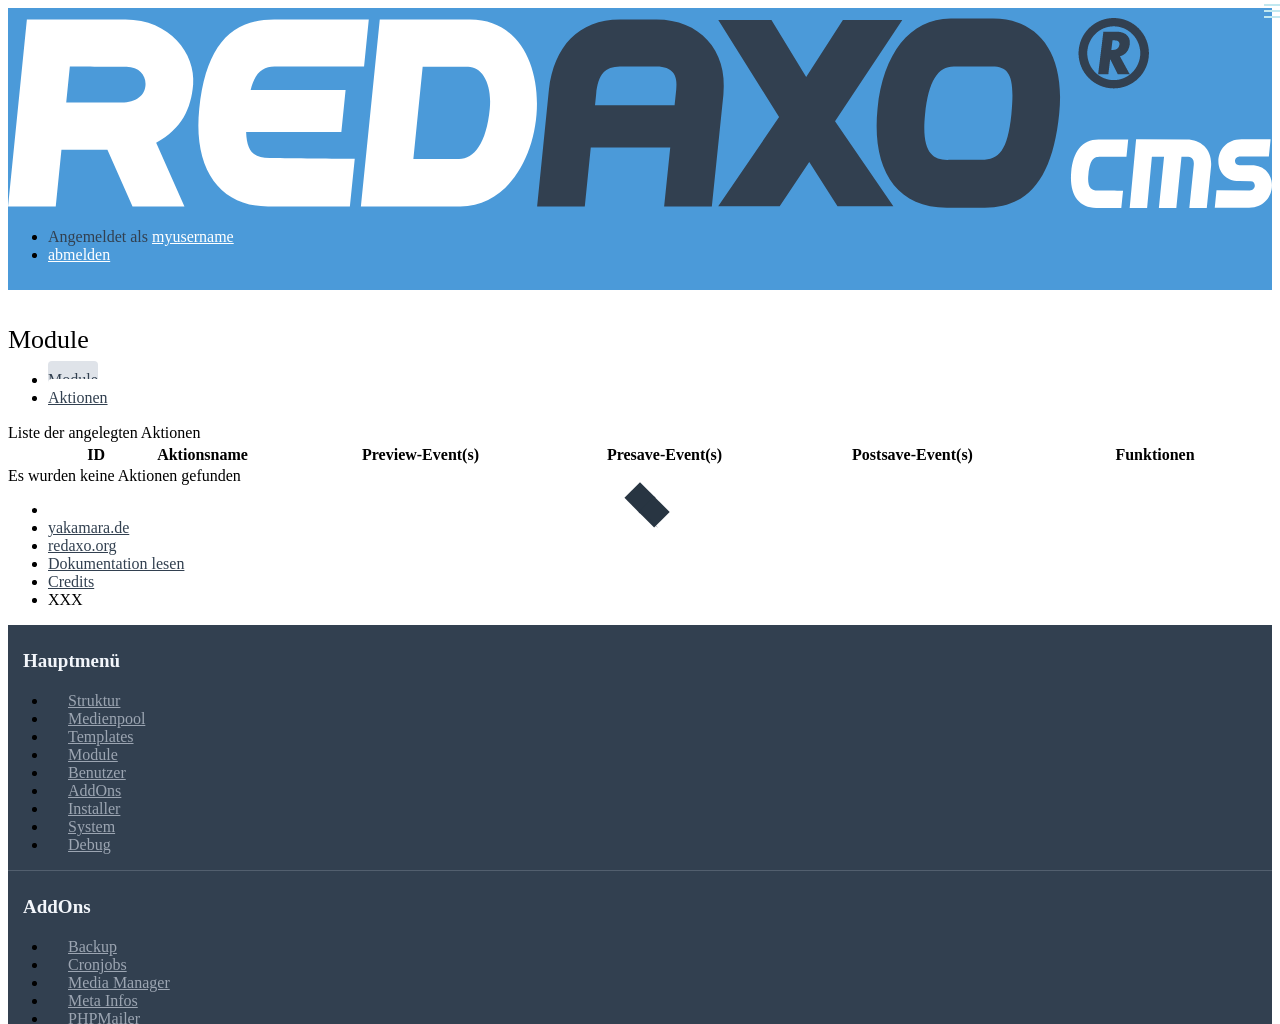 REDAXO®
cms
Angemeldet als myusername
abmelden
Module
Module
Aktionen
Liste der angelegten Aktionen
ID Aktionsname Preview-Event(s) Presave-Event(s) Postsave-Event(s) Funktionen
Es wurden keine Aktionen gefunden
yakamara.de
redaxo.org
Dokumentation lesen
Credits
XXX
Hauptmenü
Struktur
Medienpool
Templates
Module
Benutzer
AddOns
Installer
System
Debug
AddOns
Backup
Cronjobs
Media Manager
Meta Infos
PHPMailer